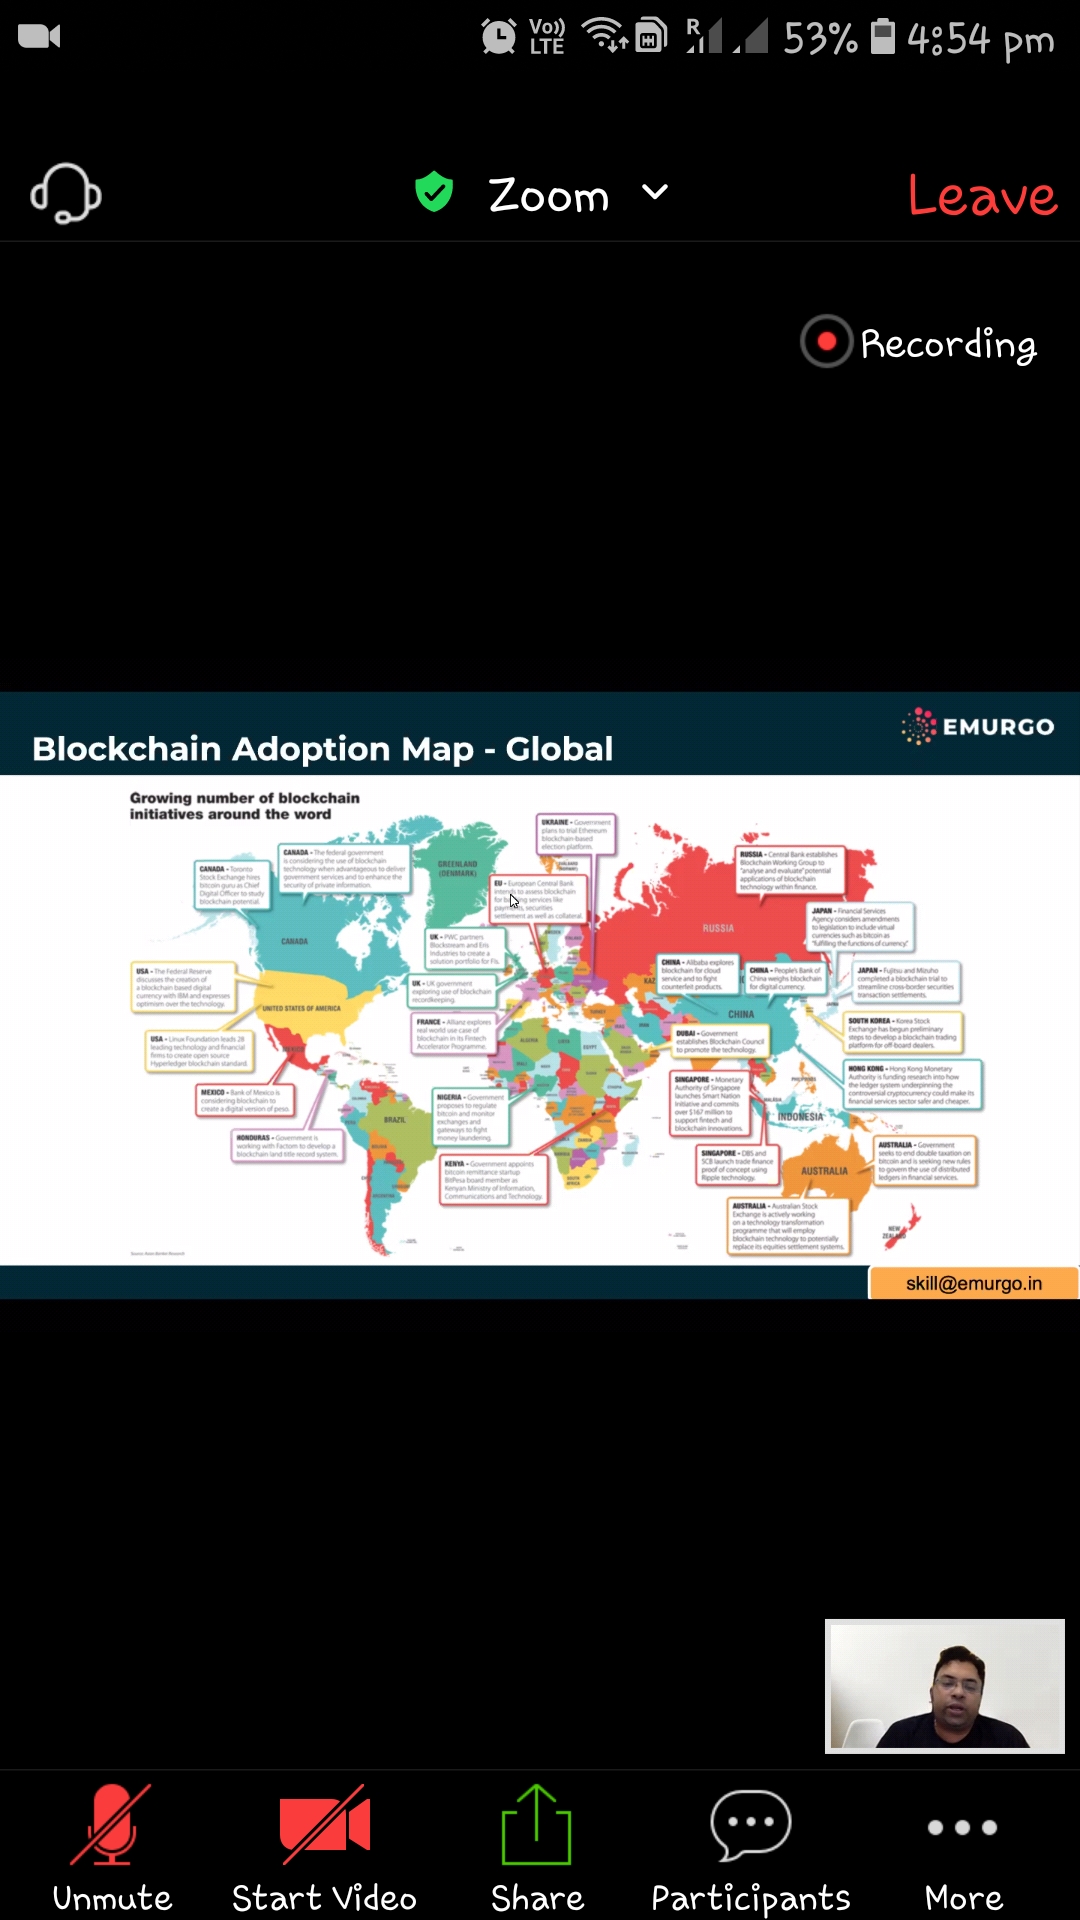 Vo))
LTE
R
53%
4:54 pm
Zoom
Leave
Recording
EMURGO
Blockchain Adoption Map - Global
Growing number of blockchain
initiatives around the word
UKRAINE - Government
plans to trial Ethereum
blockchain-based
election platform.
CANADA - Toronto
Stock Exchange hires
bitcoin guru as Chief
Digital Officer to study
blockchain potential.
CANADA - The federal government
is considering the use of blockchain
technology when advantageous to deliver
government services and to enhance the
security of private information.
GREENLAND
(DENMARK)
EU - European Central Bank
intends to assess blockchain
for banking services like
payments, securities
settlement as well as collateral.
RUSSIA - Central Bank establishes
Blockchain Working Group to
"analyse and evaluate" potential
applications of blockchain
technology within finance.
JAPAN - Financial Services
Agency considers amendments
to legislation to include virtual
currencies such as bitcoin as
"fulfilling the functions of currency"
RUSSIA
CANADA
UK - PWC partners
Blockstream and Eris
Industries to create a
solution portfolio for FIs.
USA - The Federal Reserve
discusses the creation of
a blockchain based digital
currency with IBM and expresses
optimism over the technology.
UK - UK government
exploring use of blockchain
recordkeeping.
CHINA - Alibaba explores
blockchain for cloud
service and to fight
counterfeit products.
CHINA - People's Bank of
China weighs blockchain
for digital currency.
JAPAN - Fujitsu and Mizuho
completed a blockchain trial to
streamline cross-border securities
transaction settlements.
UNITED STATES OF AMERICA
CHINA
FRANCE - Allianz explores
real world use case of
blockchain in its Fintech
Accelerator Programme.
SOUTH KOREA - Korea Stock
Exchange has begun preliminary
steps to develop a blockchain trading
platform for off-board dealers.
USA - Linux Foundation leads 28
leading technology and financial
firms to create open source
Hyperledger blockchain standard.
DUBAI - Government
establishes Blockchain Council
to promote the technology.
ALGERIA
LIBYA
EGYPT
TURKEY
MEXICO
HONG KONG - Hong Kong Monetary
Authority is funding research into how
the ledger system underpinning the
controversial cryptocurrency could make its
financial services sector safer and cheaper.
MEXICO - Bank of Mexico is
considering blockchain to
create a digital version of peso.
SINGAPORE - Monetary
Authority of Singapore
launches Smart Nation
Initiative and commits
over $167 million to
support fintech and
blockchain innovations.
NIGERIA - Government
proposes to regulate
bitcoin and monitor
exchanges and
gateways to fight
money laundering.
BRAZIL
INDONESIA
HONDURAS - Government is
working with Factom to develop a
blockchain land title record system.
KENYA - Government appoints
bitcoin remittance startup
BitPesa board member as
Kenyan Ministry of Information,
Communications and Technology.
SOUTH
AFRICA
SINGAPORE - DBS and
SCB launch trade finance
proof of concept using
Ripple technology.
AUSTRALIA
AUSTRALIA - Government
seeks to end double taxation on
bitcoin and is seeking new rules
to govern the use of distributed
ledgers in financial services.
AUSTRALIA - Australian Stock
Exchange is actively working
on a technology transformation
programme that will employ
blockchain technology to potentially
replace its equities settlement systems.
NEW
ZEALAND
skill@emurgo.in
Unmute
Start Video
Share
Participants
More